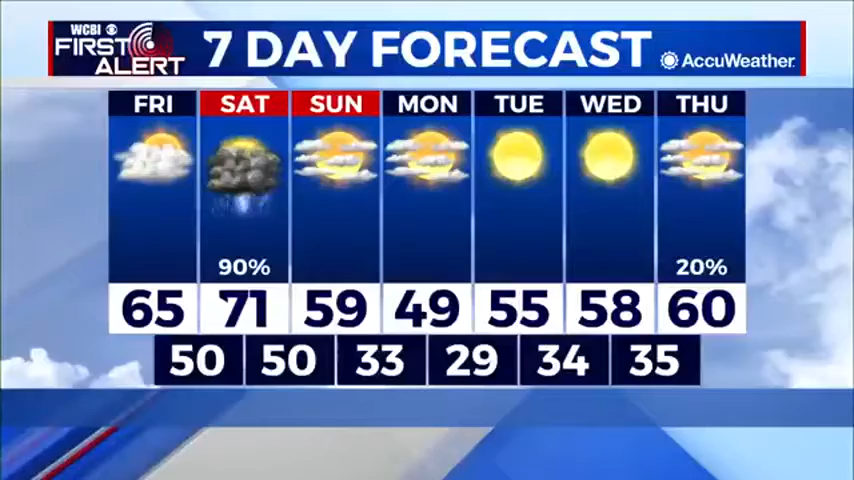 WCBI
FIRST
ALERT
7 DAY FORECAST
AccuWeather
FRI SAT SUN MON TUE WED THU
90% 20%
65 71 59 49 55 58 60
50 50 33 29 34 35